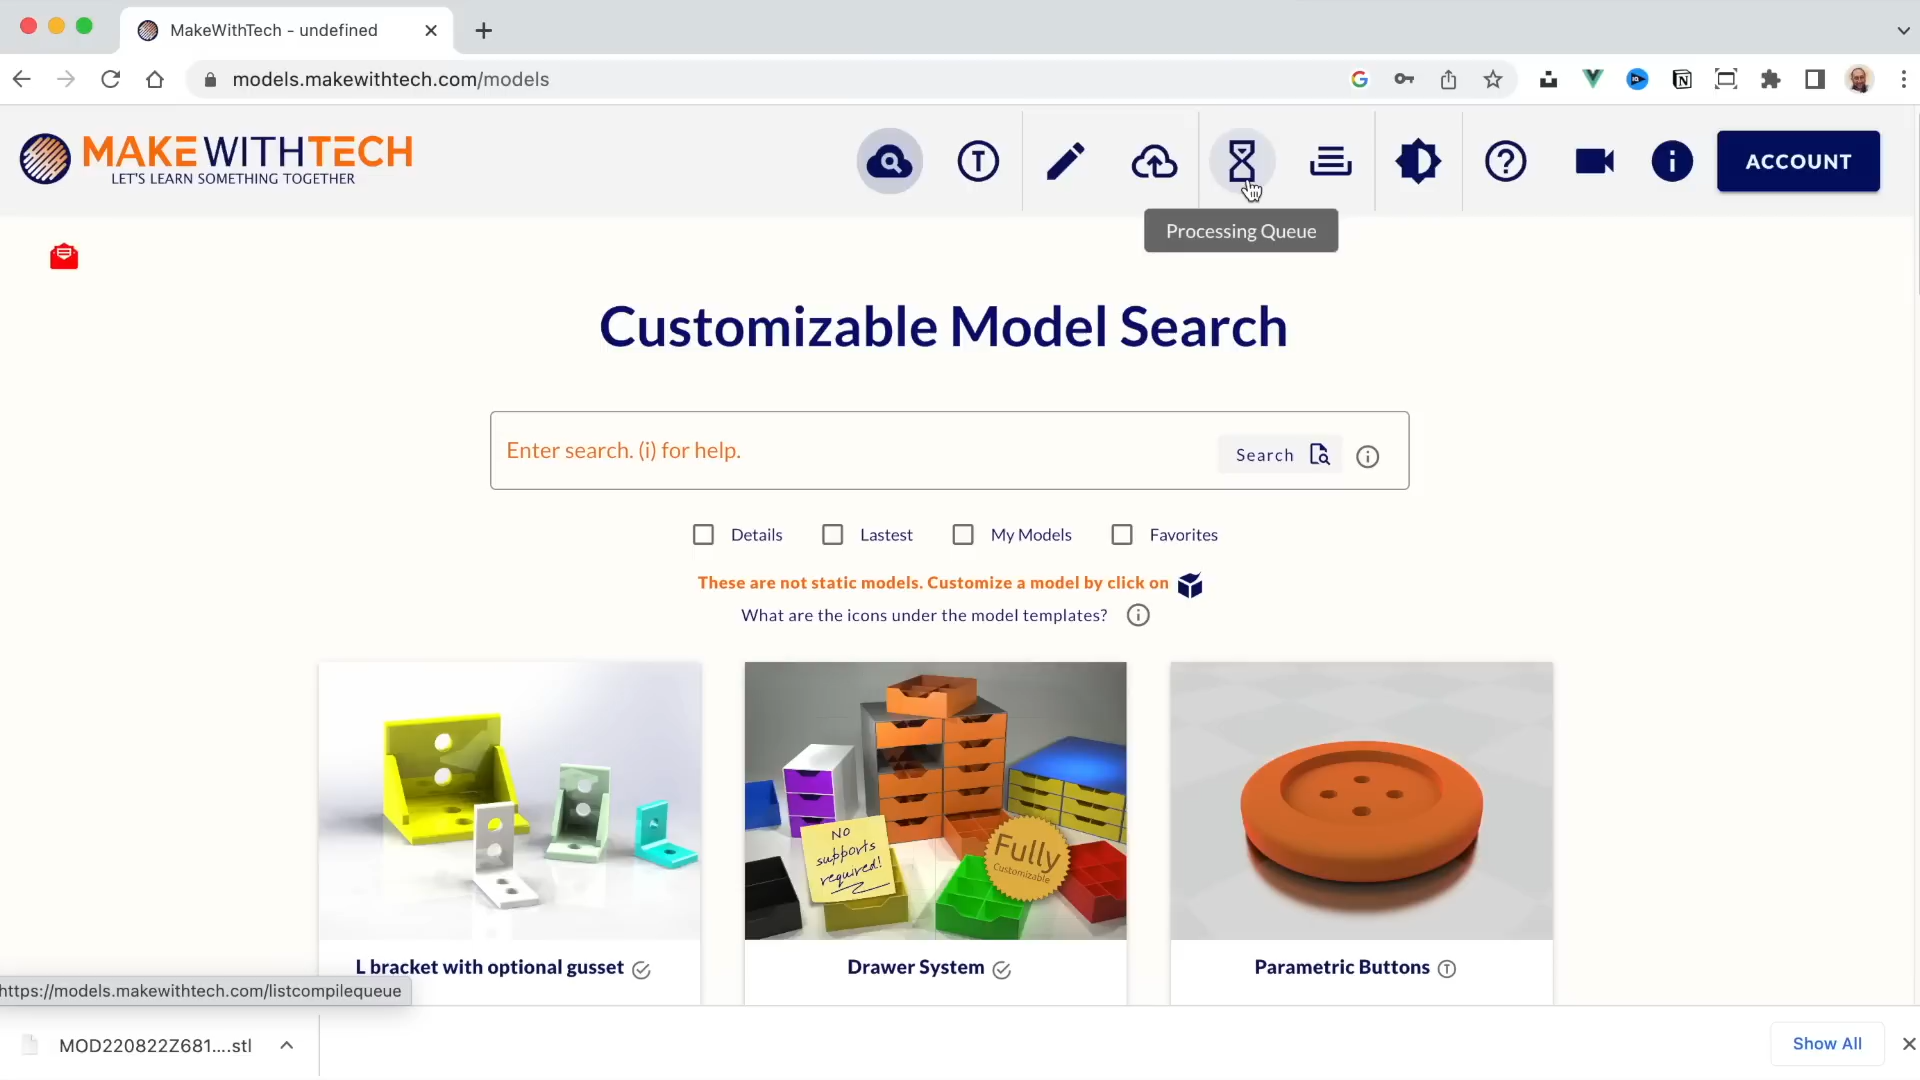 MakeWithTech - undefined
models.makewithtech.com/models
MAKEWITHTECH
LET'S LEARN SOMETHING TOGETHER
ACCOUNT
Processing Queue
Customizable Model Search
Enter search. (i) for help.
Search
Details
Lastest
My Models
Favorites
These are not static models. Customize a model by click on
What are the icons under the model templates?
No
supports
required!
Fully
Customizable
L bracket with optional gusset
Drawer System
Parametric Buttons
https://models.makewithtech.com/listcompilequeue
MOD220822Z681....stl
Show All